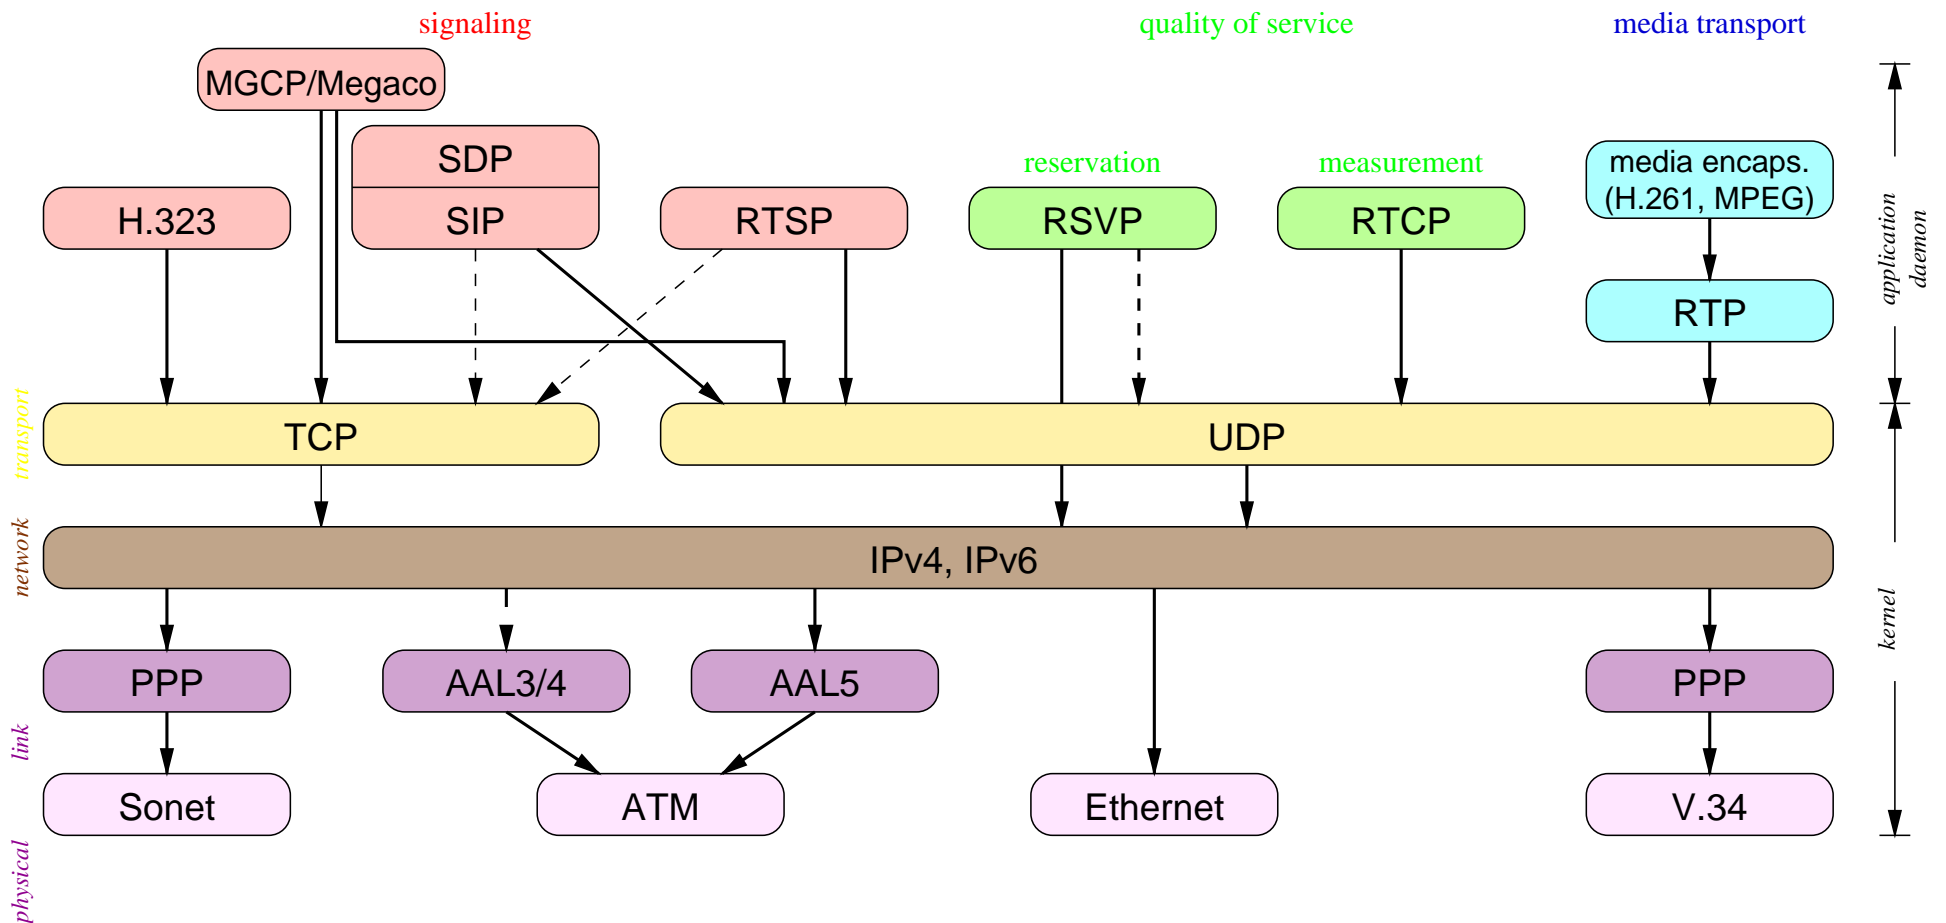 signaling
quality of service
media transport
MGCP/Megaco
SDP
reservation
measurement
media encaps.
(H.261, MPEG)
H.323
SIP
RTSP
RSVP
RTCP
application
daemon
RTP
transport
TCP
UDP
network
IPv4, IPv6
kernel
PPP
AAL3/4
AAL5
PPP
link
Sonet
ATM
Ethernet
V.34
physical